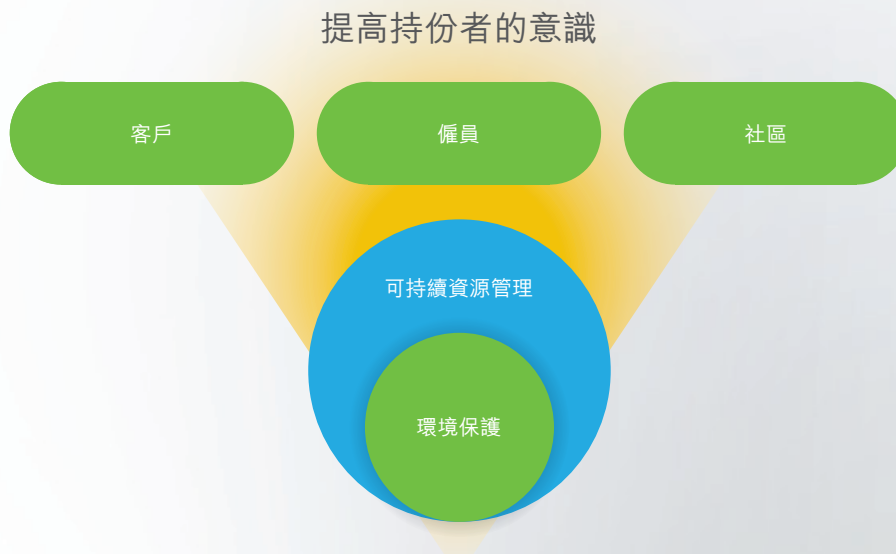 提高持份者的意識
客戶
僱員
社區
可持續資源管理
環境保護